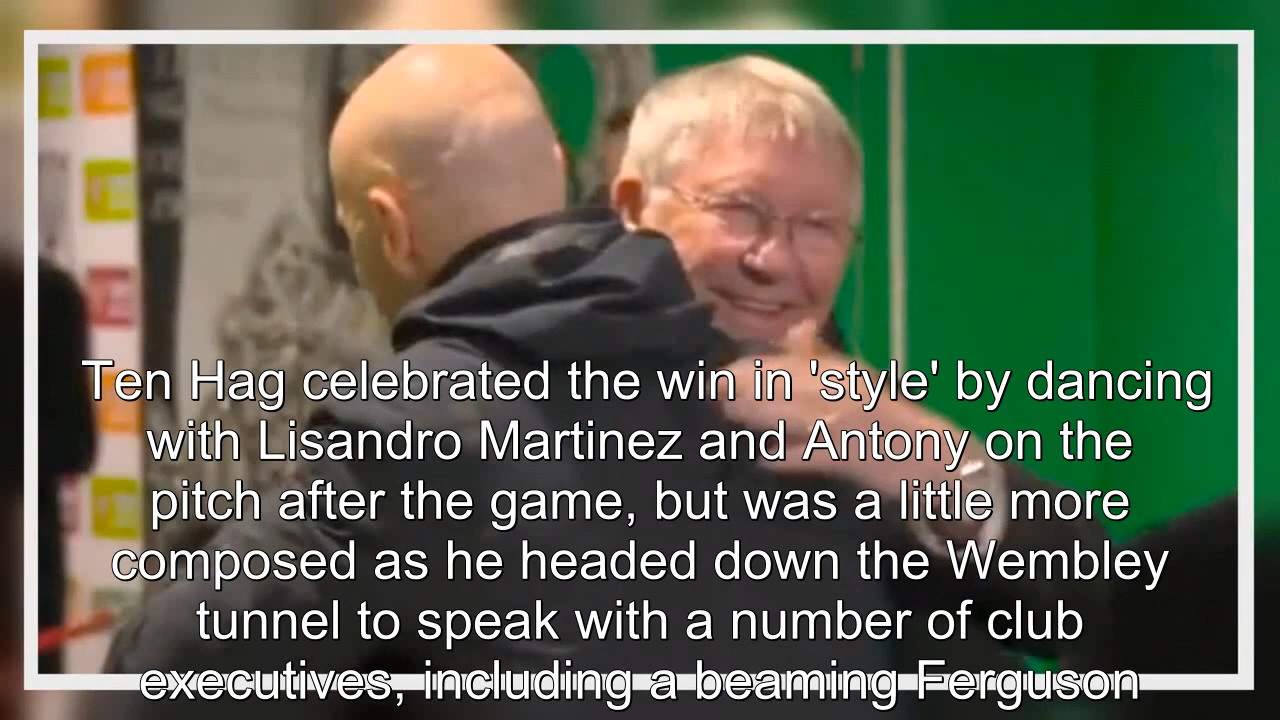 Ten Hag celebrated the win in 'style' by dancing
with Lisandro Martinez and Antony on the
pitch after the game, but was a little more
composed as he headed down the Wembley
tunnel to speak with a number of club
executives, including a beaming Ferguson